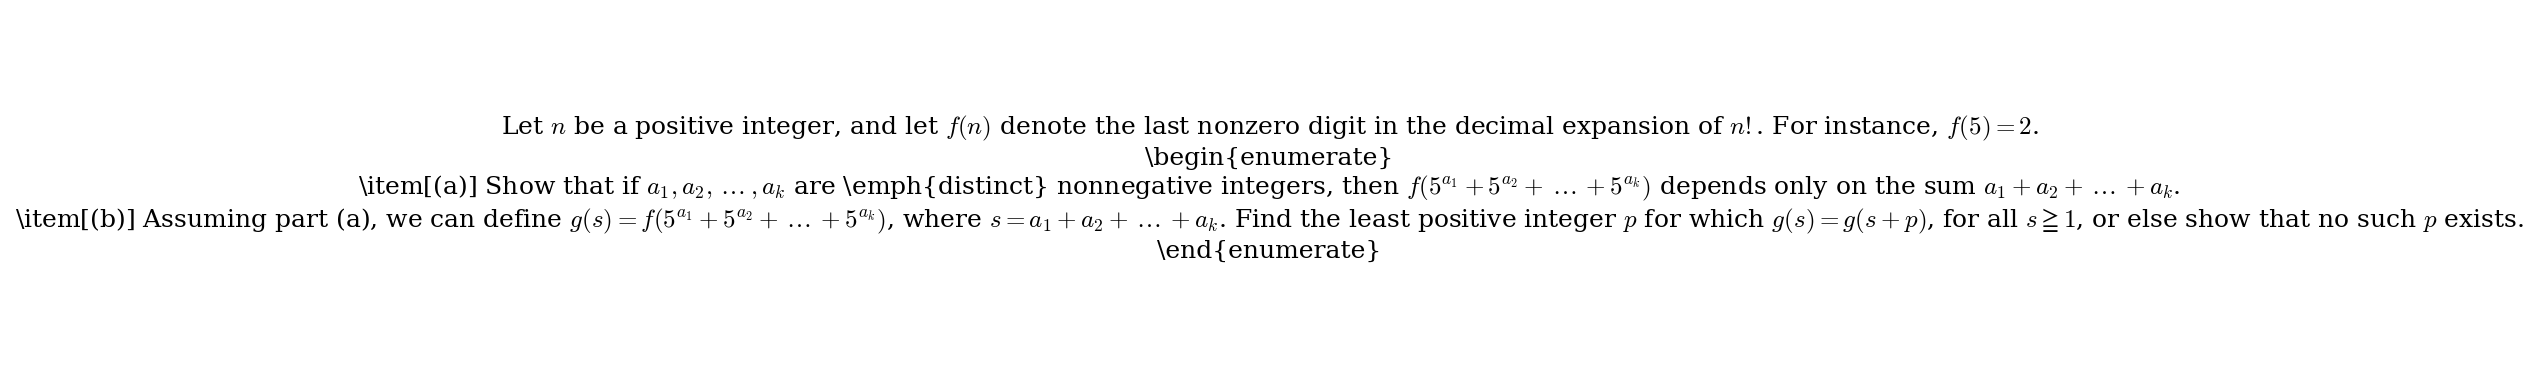 Let $n$ be a positive integer, and let $f(n)$ denote the last nonzero digit in the decimal expansion of $n!$. For instance, $f(5) = 2$.
\begin{enumerate}
\item[(a)] Show that if $a_1, a_2, \ldots, a_k$ are \emph{distinct} nonnegative integers, then $f(5^{a_1} + 5^{a_2} + \ldots + 5^{a_k})$ depends only on the sum $a_1 + a_2 + \ldots + a_k$.
\item[(b)] Assuming part (a), we can define $g(s) = f(5^{a_1} + 5^{a_2} + \ldots + 5^{a_k})$, where $s = a_1 + a_2 + \ldots + a_k$. Find the least positive integer $p$ for which $g(s) = g(s + p)$, for all $s \geqq 1$, or else show that no such $p$ exists.
\end{enumerate}